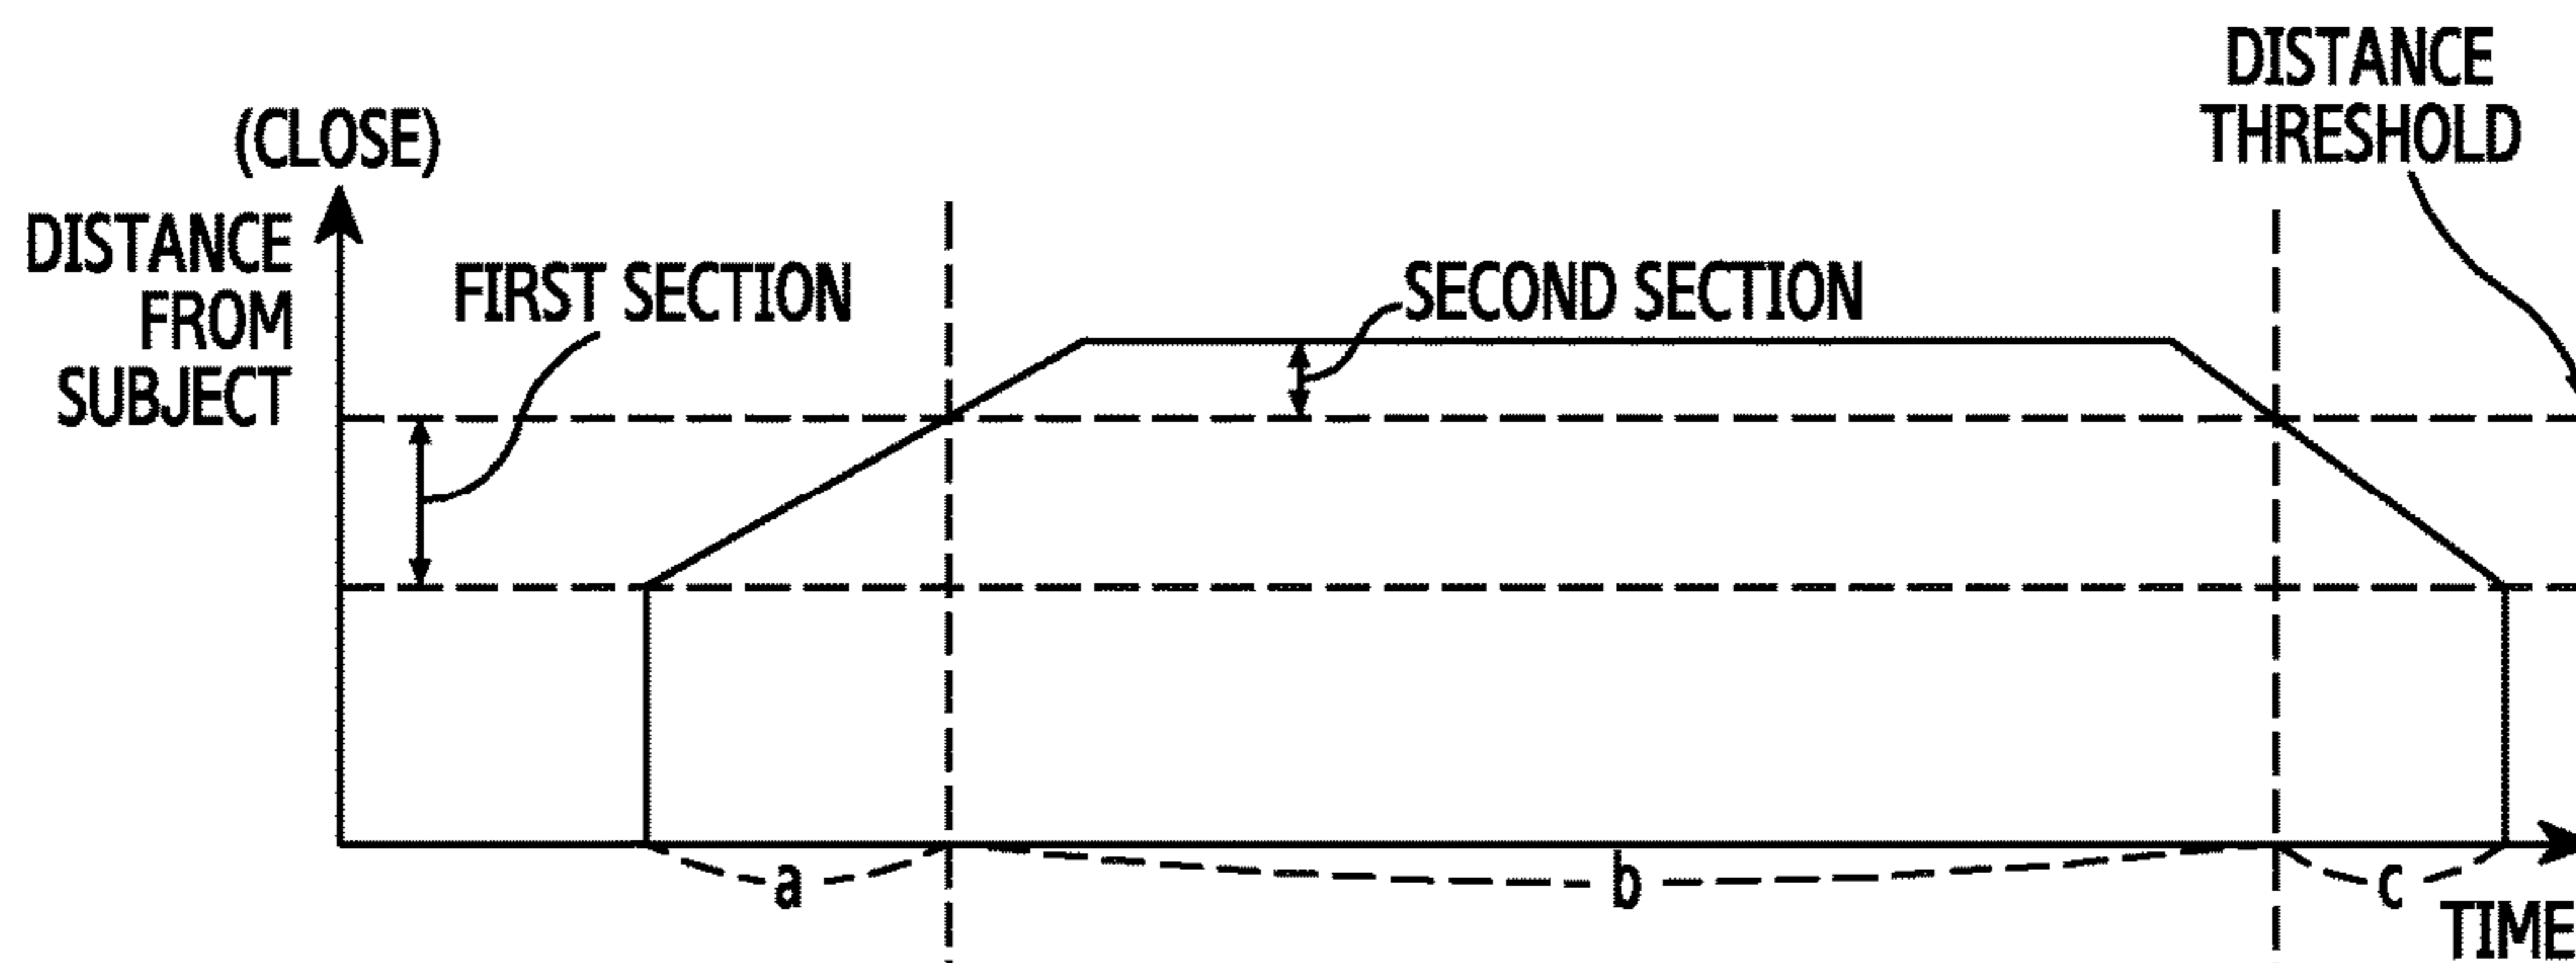 DISTANCE
THRESHOLD
(CLOSE)
DISTANCE
FROM
SUBJECT
FIRST SECTION
SECOND SECTION
a
b
c
TIME